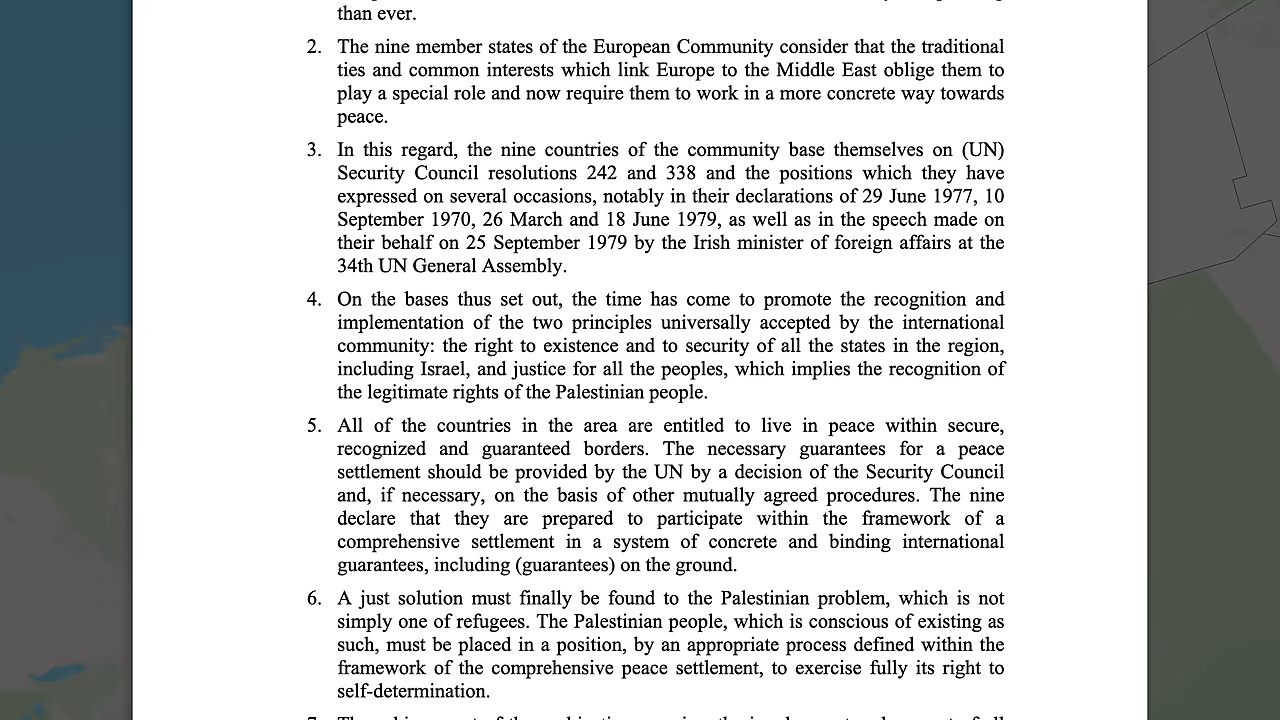 than ever.
2. The nine member states of the European Community consider that the traditional
ties and common interests which link Europe to the Middle East oblige them to
play a special role and now require them to work in a more concrete way towards
peace.
3. In this regard, the nine countries of the community base themselves on (UN)
Security Council resolutions 242 and 338 and the positions which they have
expressed on several occasions, notably in their declarations of 29 June 1977, 10
September 1970, 26 March and 18 June 1979, as well as in the speech made on
their behalf on 25 September 1979 by the Irish minister of foreign affairs at the
34th UN General Assembly.
4. On the bases thus set out, the time has come to promote the recognition and
implementation of the two principles universally accepted by the international
community: the right to existence and to security of all the states in the region,
including Israel, and justice for all the peoples, which implies the recognition of
the legitimate rights of the Palestinian people.
5. All of the countries in the area are entitled to live in peace within secure,
recognized and guaranteed borders. The necessary guarantees for a peace
settlement should be provided by the UN by a decision of the Security Council
and, if necessary, on the basis of other mutually agreed procedures. The nine
declare that they are prepared to participate within the framework of a
comprehensive settlement in a system of concrete and binding international
guarantees, including (guarantees) on the ground.
6. A just solution must finally be found to the Palestinian problem, which is not
simply one of refugees. The Palestinian people, which is conscious of existing as
such, must be placed in a position, by an appropriate process defined within the
framework of the comprehensive peace settlement, to exercise fully its right to
self-determination.